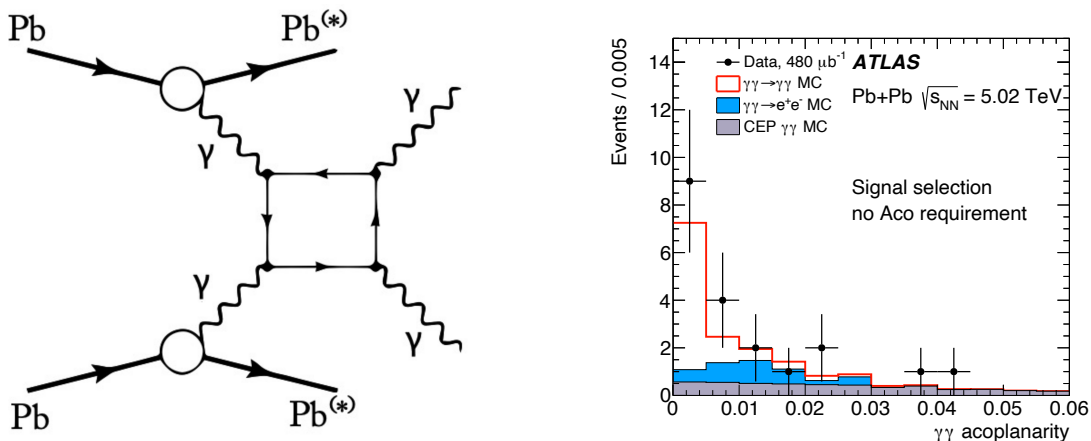 Pb
Pb(*)
γ
γ
γ
γ
Pb
Pb(*)
Events / 0.005
14
12
10
8
6
4
2
0
Data, 480 μb⁻¹
γγ→γγ MC
γγ→e⁺e⁻ MC
CEP γγ MC
ATLAS
Pb+Pb √sNN = 5.02 TeV
Signal selection
no Aco requirement
0 0.01 0.02 0.03 0.04 0.05 0.06
γγ acoplanarity